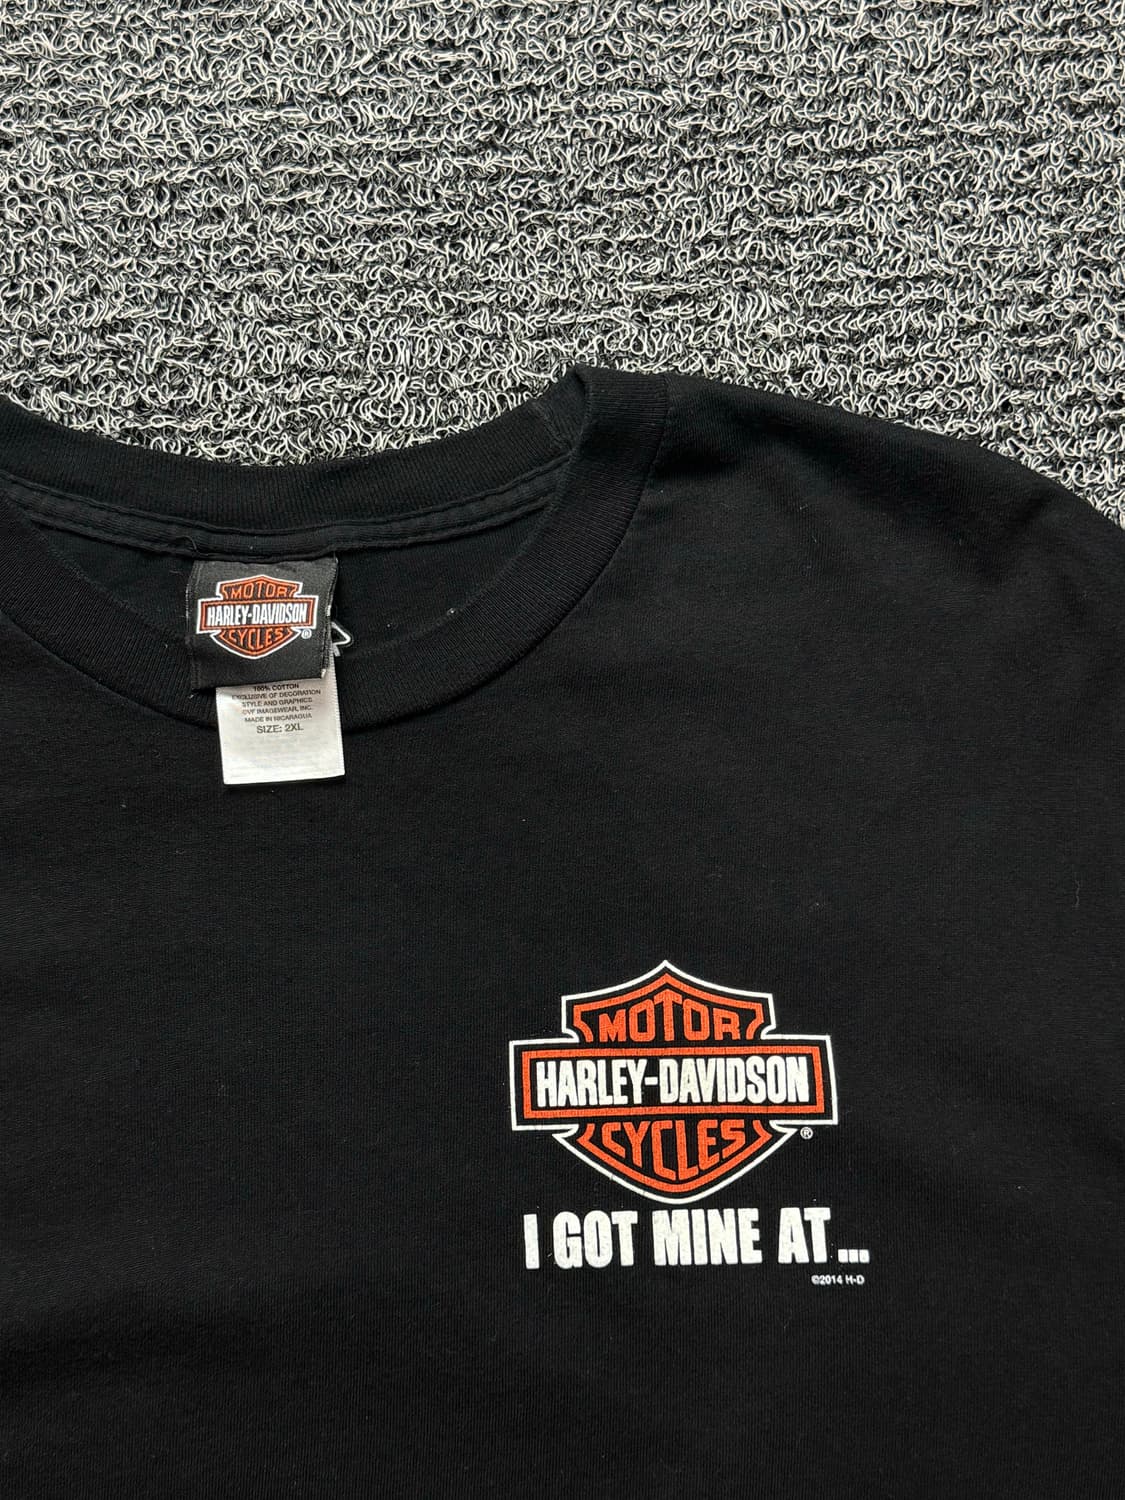 MOTOR
HARLEY-DAVIDSON
CYCLES
®
100% COTTON
EXCLUSIVE OF DECORATION
STYLE AND GRAPHICS
©VF IMAGEWEAR, INC.
MADE IN NICARAGUA
SIZE: 2XL
MOTOR
HARLEY-DAVIDSON
CYCLES
®
I GOT MINE AT...
©2014 H-D